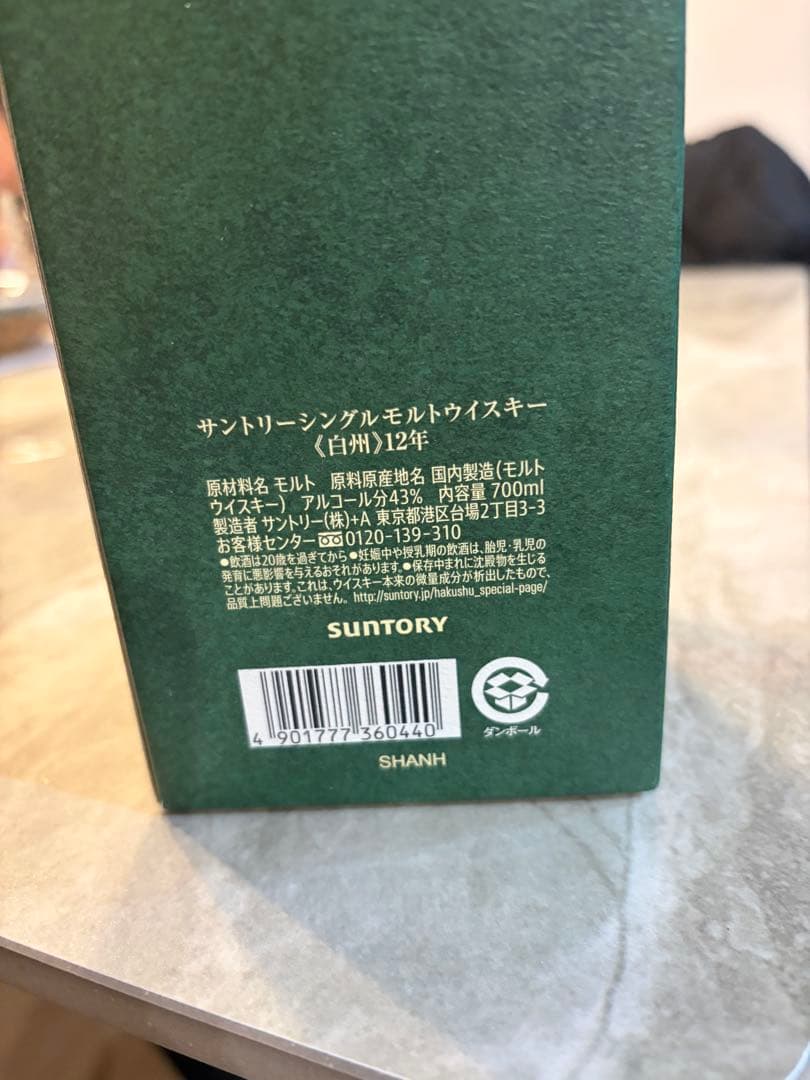 サントリーシングルモルトウイスキー
《白州》12年
原材料名 モルト 原料原産地名 国内製造(モルト
ウイスキー) アルコール分43% 内容量 700ml
製造者 サントリー(株)+A 東京都港区台場2丁目3-3
お客様センター 0120-139-310
●飲酒は20歳を過ぎてから ●妊娠中や授乳期の飲酒は、胎児・乳児の
発育に悪影響を与えるおそれがあります。●保存中まれに沈殿物を生じる
ことがあります。これは、ウイスキー本来の微量成分が析出したもので、
品質上問題ございません。 http://suntory.jp/hakushu_special-page/
SUNTORY
4 901777 360440
ダンボール
SHANH